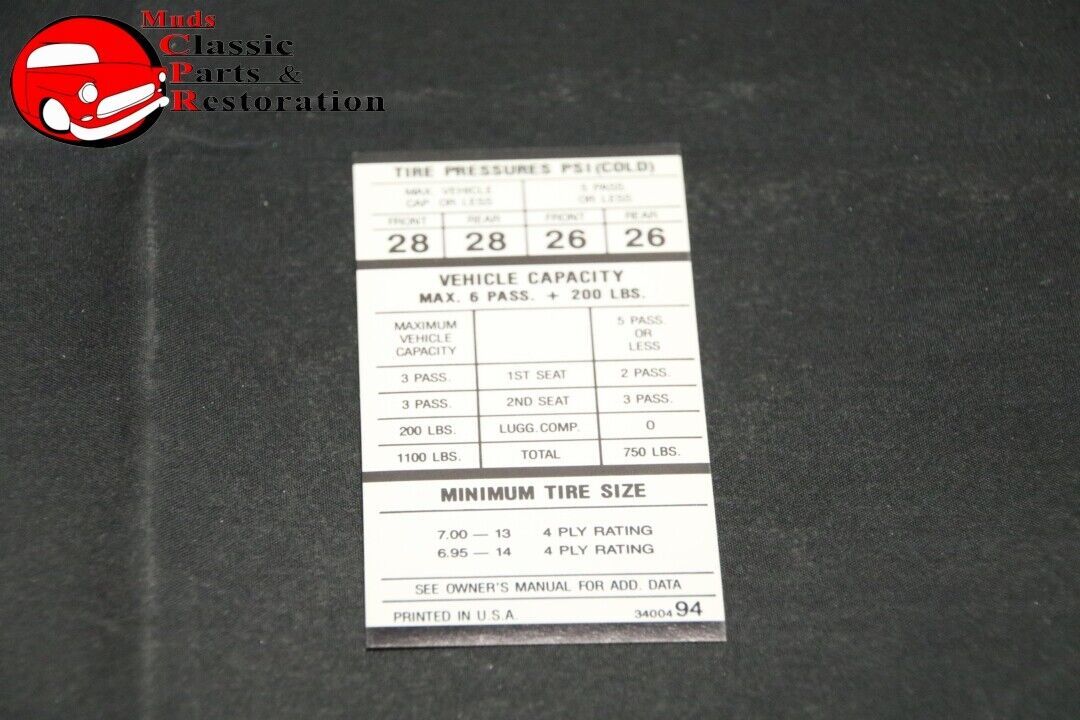 Muds
Classic
Parts &
Restoration
TIRE PRESSURES PSI (COLD)
MAX. VEHICLE
CAP. OR LESS
5 PASS.
OR LESS
FRONT REAR FRONT REAR
28 28 26 26
VEHICLE CAPACITY
MAX. 6 PASS. + 200 LBS.
MAXIMUM
VEHICLE
CAPACITY
5 PASS.
OR
LESS
3 PASS. 1ST SEAT 2 PASS.
3 PASS. 2ND SEAT 3 PASS.
200 LBS. LUGG. COMP. 0
1100 LBS. TOTAL 750 LBS.
MINIMUM TIRE SIZE
7.00 — 13 4 PLY RATING
6.95 — 14 4 PLY RATING
SEE OWNER'S MANUAL FOR ADD. DATA
PRINTED IN U.S.A. 3400494